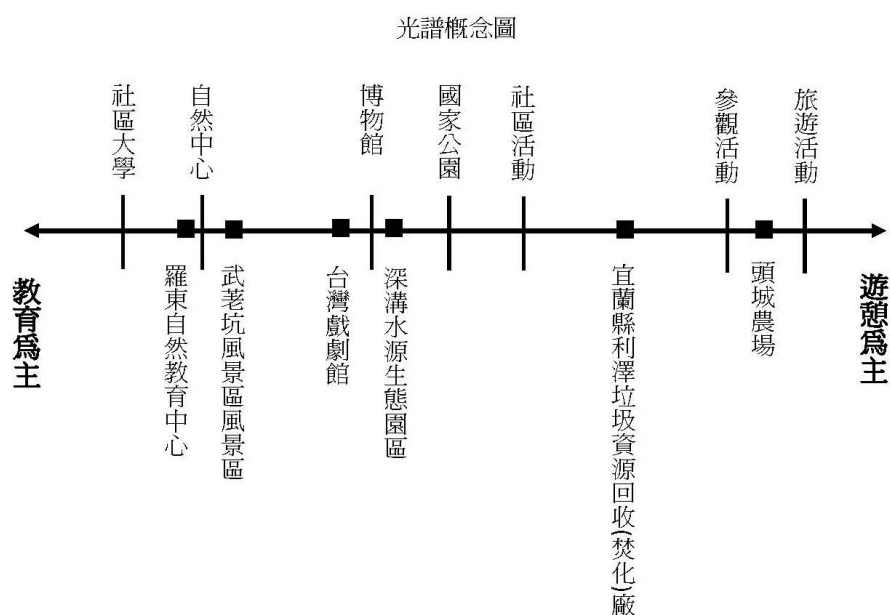 光譜概念圖
社區大學
自然中心
博物館
國家公園
社區活動
參觀活動
旅遊活動
教育爲主
羅東自然教育中心
武荖坑風景區風景區
台灣戲劇館
深溝水源生態園區
宜蘭縣利澤垃圾資源回收(焚化)廠
頭城農場
遊憩爲主